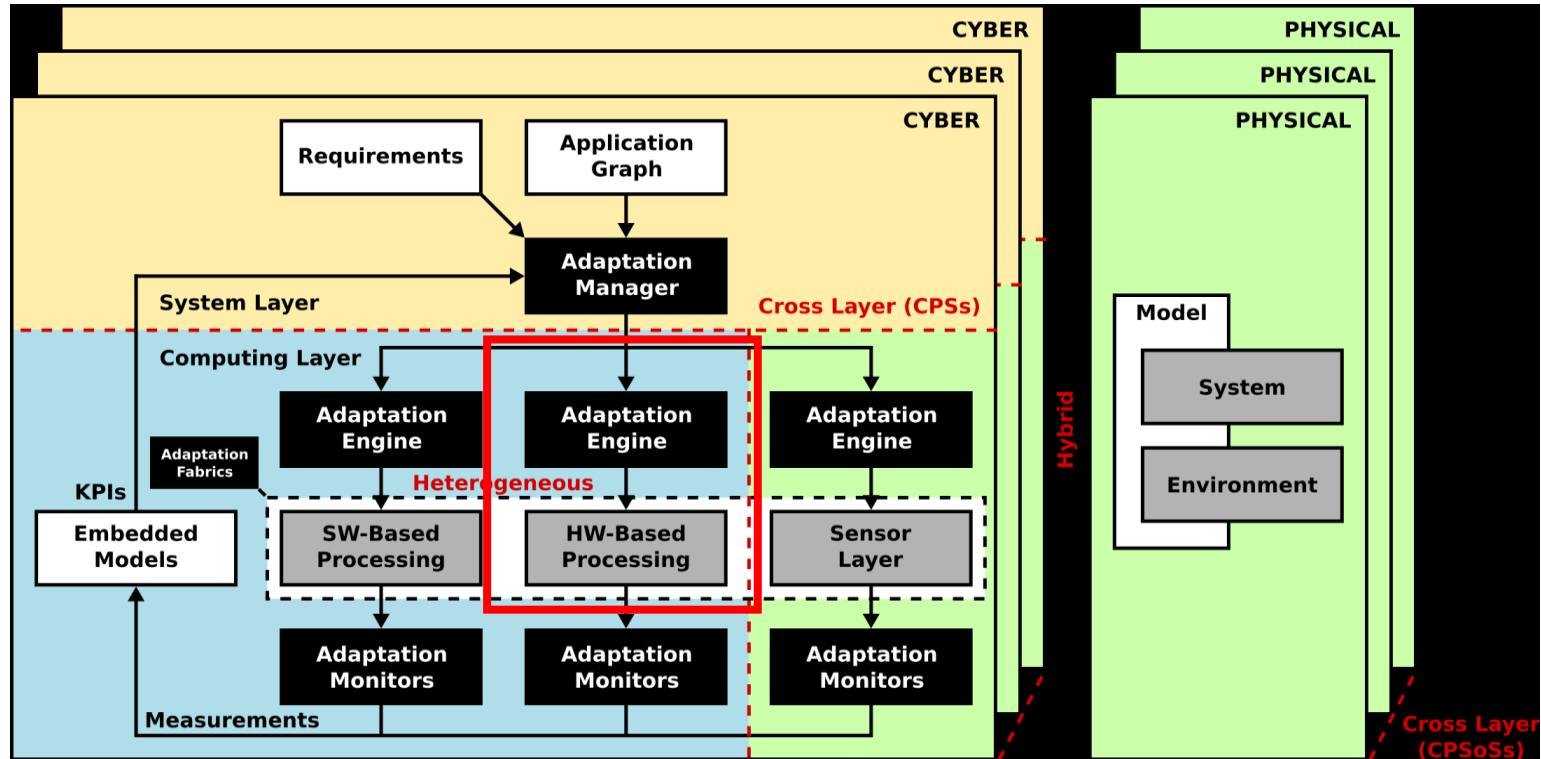 CYBER
PHYSICAL
CYBER
PHYSICAL
CYBER
PHYSICAL
Requirements
Application
Graph
Adaptation
Manager
System Layer
Cross Layer (CPSs)
Computing Layer
Model
System
Environment
Hybrid
Adaptation
Engine
Adaptation
Engine
Adaptation
Engine
Adaptation
Fabrics
Heterogeneous
KPIs
Embedded
Models
SW-Based
Processing
HW-Based
Processing
Sensor
Layer
Adaptation
Monitors
Adaptation
Monitors
Adaptation
Monitors
Measurements
Cross Layer
(CPSoSs)